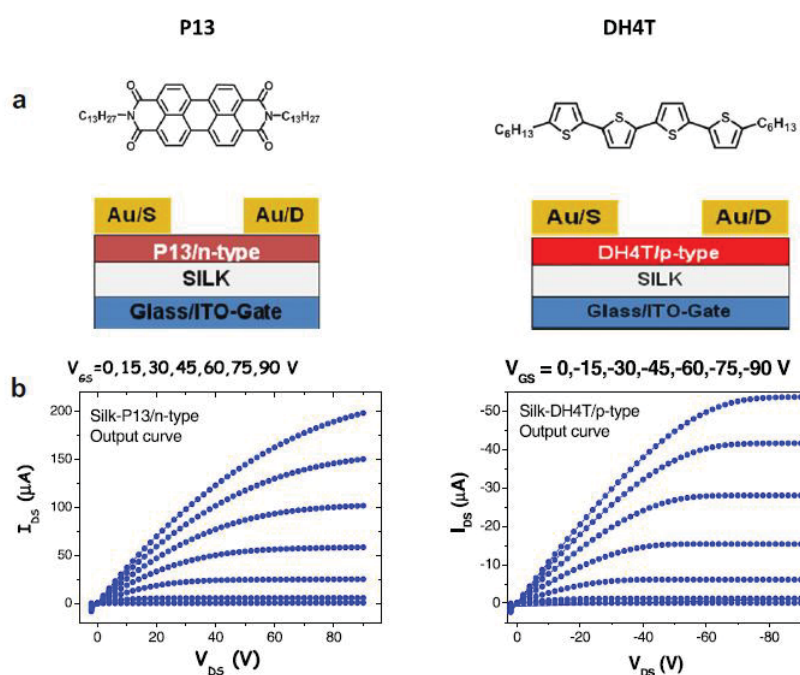 P13
DH4T
a
O O
C13H27-N N-C13H27
O O
C6H13 S S S S C6H13
Au/S Au/D
P13/n-type
SILK
Glass/ITO-Gate
Au/S Au/D
DH4T/p-type
SILK
Glass/ITO-Gate
b
VGS=0,15,30,45,60,75,90 V
Silk-P13/n-type
Output curve
IDS (μA)
200
150
100
50
0
0 20 40 60 80
VDS (V)
VGS = 0,-15,-30,-45,-60,-75,-90 V
Silk-DH4T/p-type
Output curve
IDS (μA)
-50
-40
-30
-20
-10
0
0 -20 -40 -60 -80
VDS (V)